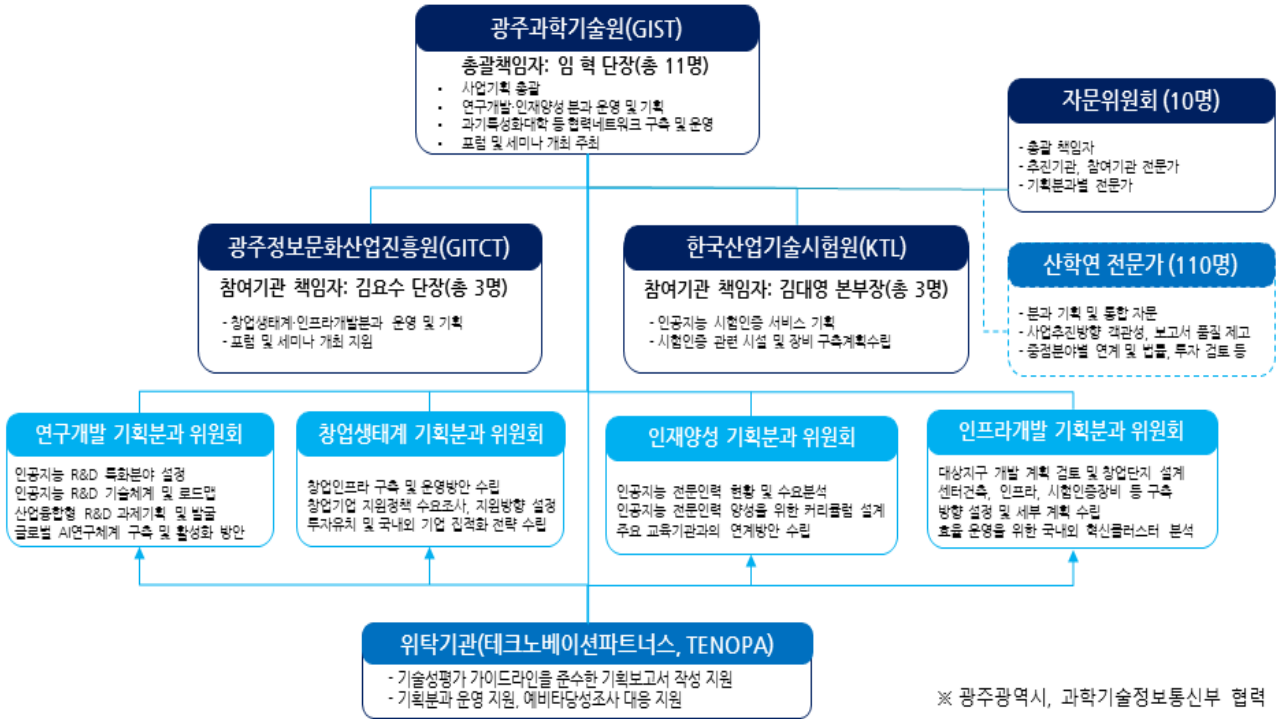 광주과학기술원(GIST)
총괄책임자: 임 혁 단장(총 11명)
• 사업기획 총괄
• 연구개발·인재양성 분과 운영 및 기획
• 과기특성화대학 등 협력네트워크 구축 및 운영
• 포럼 및 세미나 개최 주최
자문위원회 (10명)
- 총괄 책임자
- 추진기관, 참여기관 전문가
- 기획분과별 전문가
광주정보문화산업진흥원(GITCT)
참여기관 책임자: 김요수 단장(총 3명)
- 창업생태계·인프라개발분과 운영 및 기획
- 포럼 및 세미나 개최 지원
한국산업기술시험원(KTL)
참여기관 책임자: 김대영 본부장(총 3명)
- 인공지능 시험인증 서비스 기획
- 시험인증 관련 시설 및 장비 구축계획수립
산학연 전문가 (110명)
- 분과 기획 및 통합 자문
- 사업추진방향 객관성, 보고서 품질 제고
- 중점분야별 연계 및 법률, 투자 검토 등
연구개발 기획분과 위원회
인공지능 R&D 특화분야 설정
인공지능 R&D 기술체계 및 로드맵
산업융합형 R&D 과제기획 및 발굴
글로벌 AI연구체계 구축 및 활성화 방안
창업생태계 기획분과 위원회
창업인프라 구축 및 운영방안 수립
창업기업 지원정책 수요조사, 지원방향 설정
투자유치 및 국내외 기업 집적화 전략 수립
인재양성 기획분과 위원회
인공지능 전문인력 현황 및 수요분석
인공지능 전문인력 양성을 위한 커리큘럼 설계
주요 교육기관과의 연계방안 수립
인프라개발 기획분과 위원회
대상지구 개발 계획 검토 및 창업단지 설계
센터건축, 인프라, 시험인증장비 등 구축
방향 설정 및 세부 계획 수립
효율 운영을 위한 국내외 혁신클러스터 분석
위탁기관(테크노베이션파트너스, TENOPA)
- 기술성평가 가이드라인을 준수한 기획보고서 작성 지원
- 기획분과 운영 지원, 예비타당성조사 대응 지원
※ 광주광역시, 과학기술정보통신부 협력